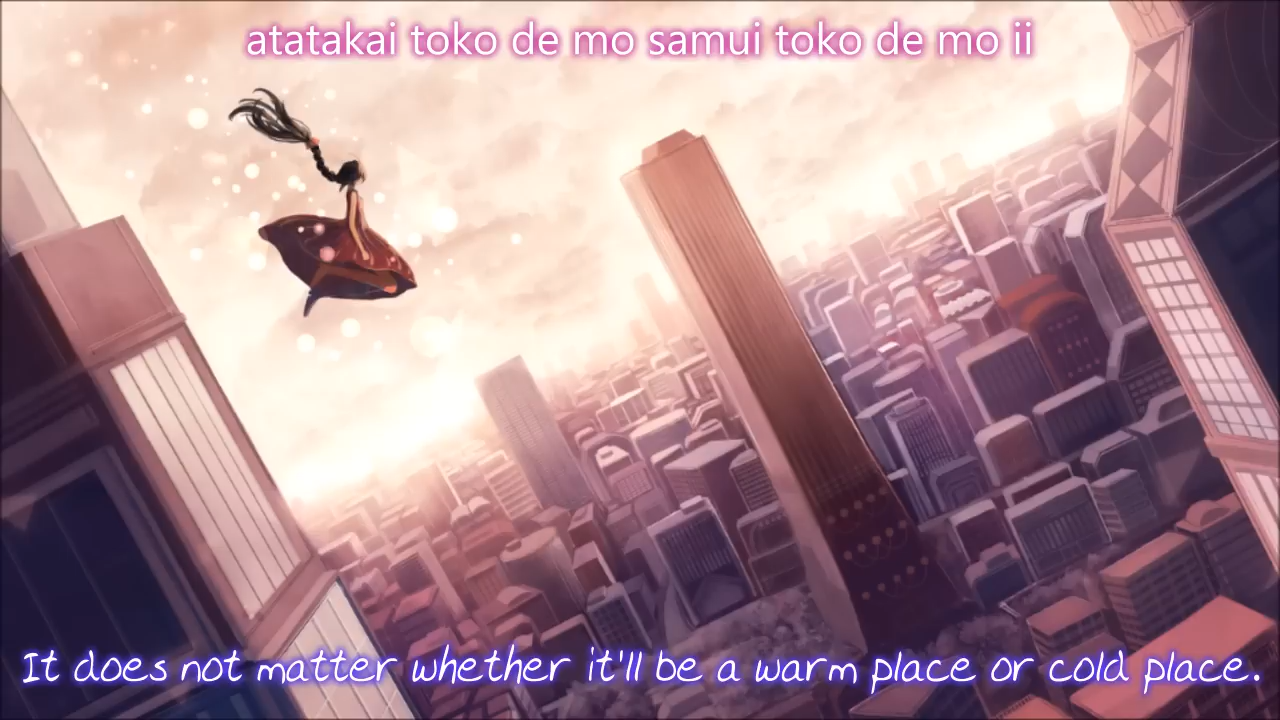 atatakai toko de mo samui toko de mo ii
It does not matter whether it'll be a warm place or cold place.